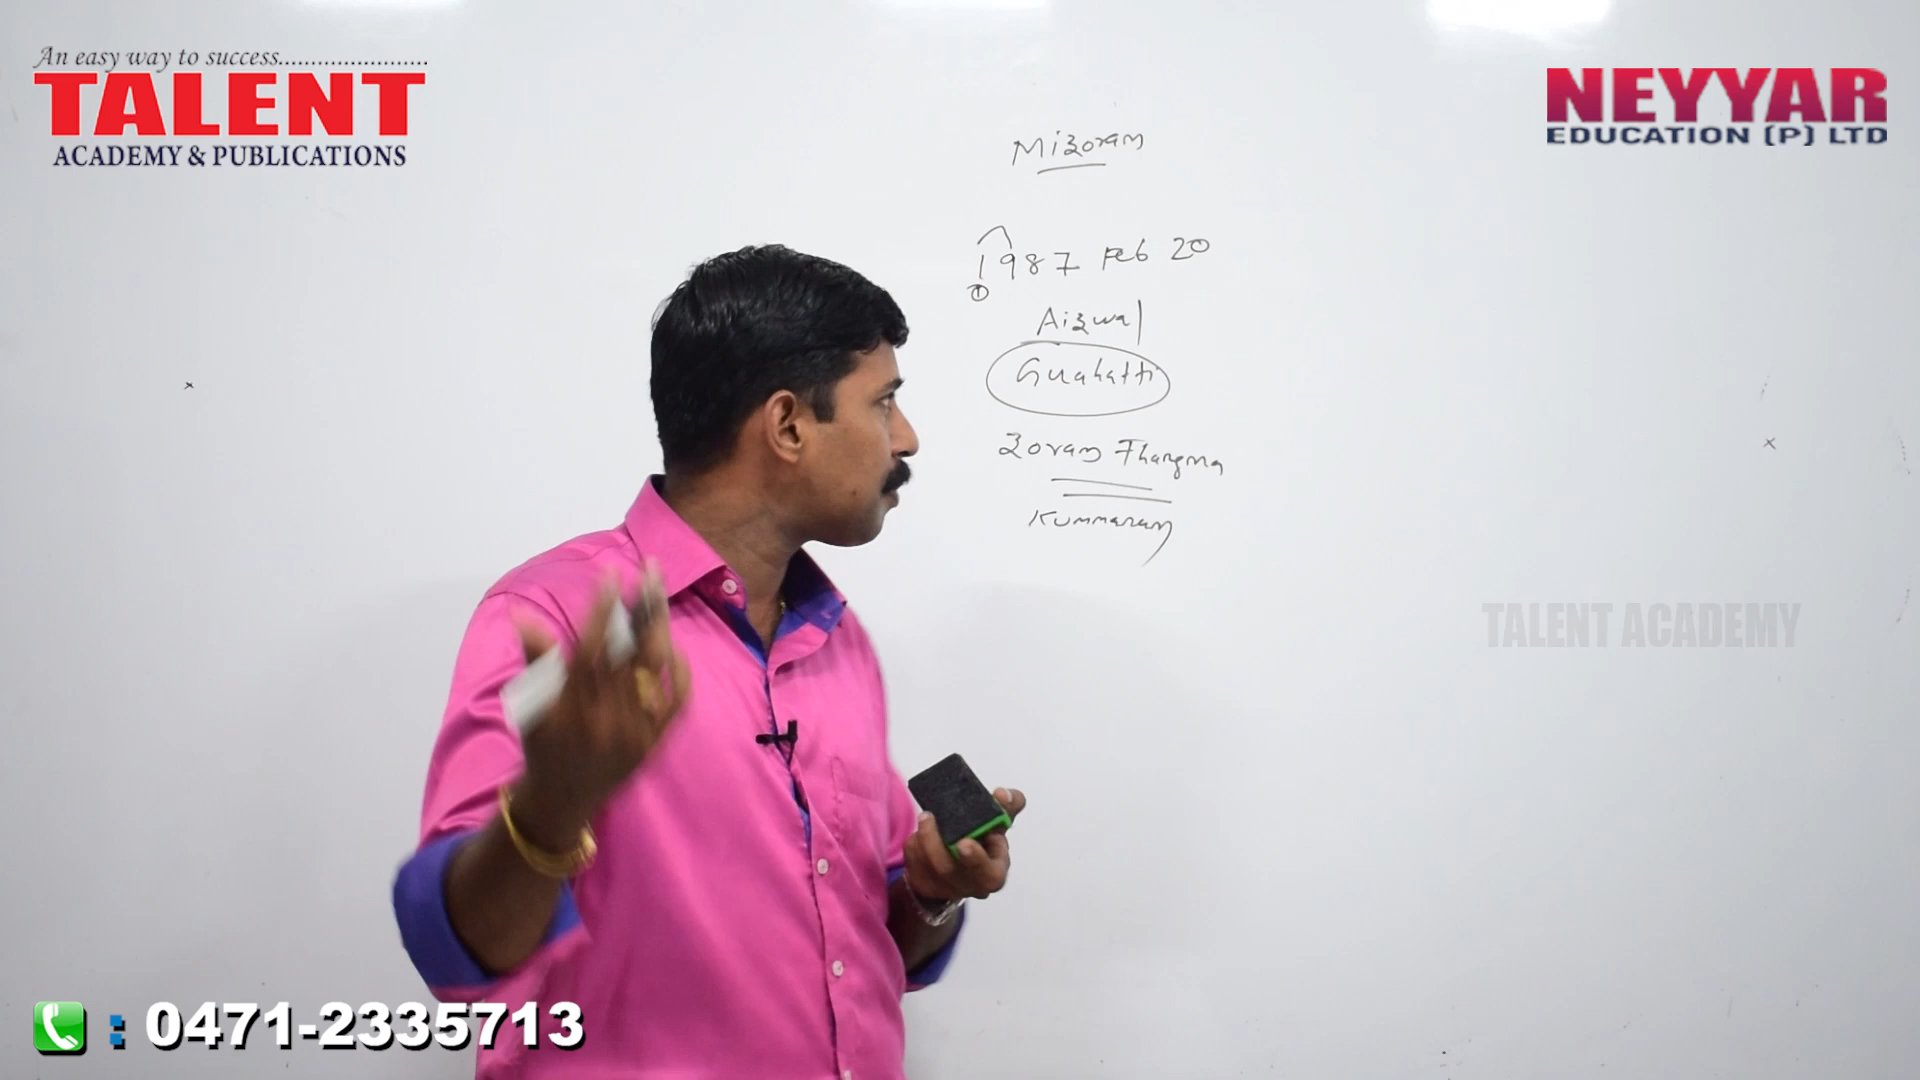 An easy way to success.......................
TALENT
ACADEMY & PUBLICATIONS
NEYYAR
EDUCATION (P) LTD
Mizoram
1987 Feb 20
1
Aizwal
Guahatti
Zoram Thangma
Kummanam
TALENT ACADEMY
: 0471-2335713